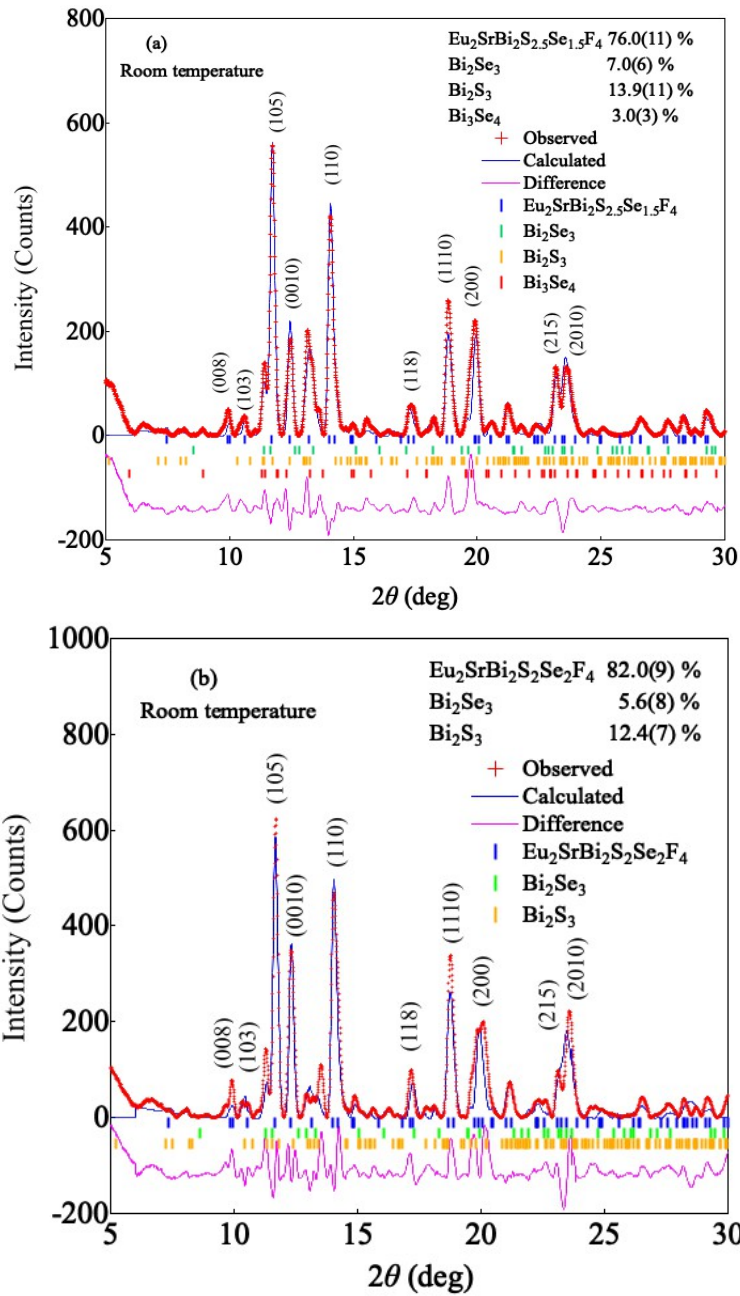 800
(a)
Room temperature
Eu₂SrBi₂S₂.₅Se₁.₅F₄ 76.0(11) %
Bi₂Se₃ 7.0(6) %
Bi₂S₃ 13.9(11) %
Bi₃Se₄ 3.0(3) %
Observed
Calculated
Difference
Eu₂SrBi₂S₂.₅Se₁.₅F₄
Bi₂Se₃
Bi₂S₃
Bi₃Se₄
600
400
200
0
-200
Intensity (Counts)
(008)
(103)
(105)
(0010)
(110)
(118)
(1110)
(200)
(215)
(2010)
5 10 15 20 25 30
2θ (deg)
1000
(b)
Room temperature
Eu₂SrBi₂S₂Se₂F₄ 82.0(9) %
Bi₂Se₃ 5.6(8) %
Bi₂S₃ 12.4(7) %
Observed
Calculated
Difference
Eu₂SrBi₂S₂Se₂F₄
Bi₂Se₃
Bi₂S₃
800
600
400
200
0
-200
Intensity (Counts)
(008)
(103)
(105)
(0010)
(110)
(118)
(1110)
(200)
(215)
(2010)
5 10 15 20 25 30
2θ (deg)